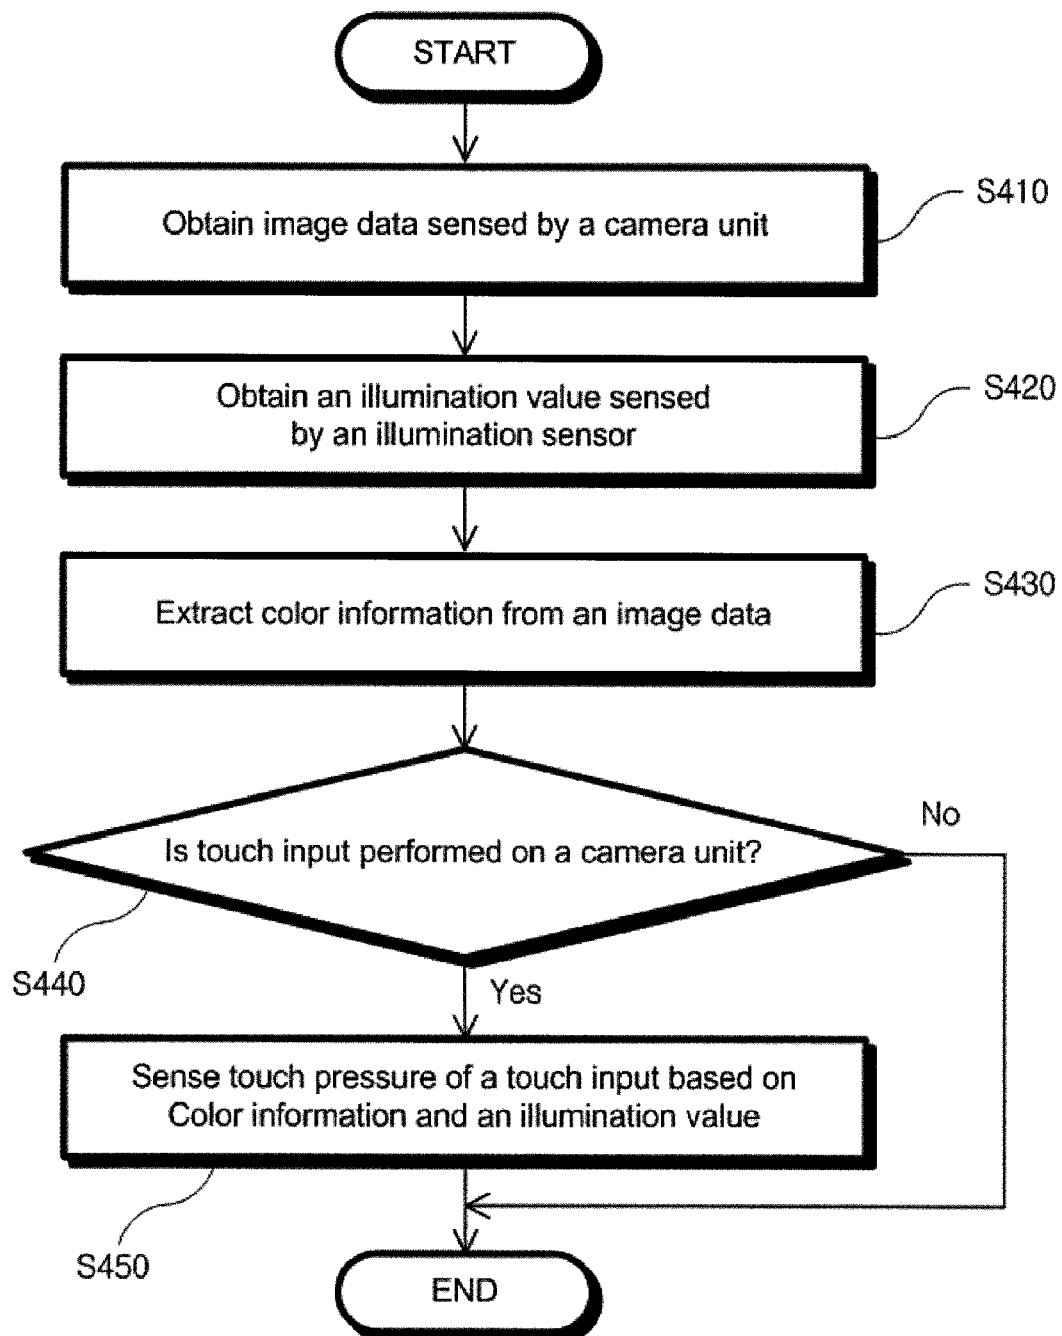 START
Obtain image data sensed by a camera unit
S410
Obtain an illumination value sensed
by an illumination sensor
S420
Extract color information from an image data
S430
Is touch input performed on a camera unit?
No
S440
Yes
Sense touch pressure of a touch input based on
Color information and an illumination value
S450
END